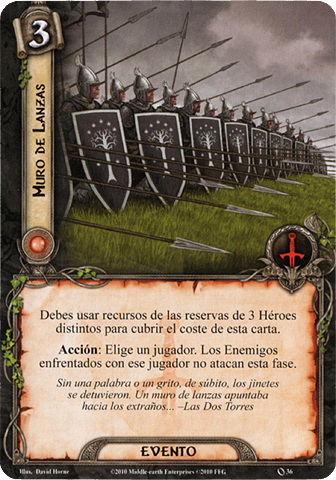 3
MURO DE LANZAS
Debes usar recursos de las reservas de 3 Héroes
distintos para cubrir el coste de esta carta.
Acción: Elige un jugador. Los Enemigos
enfrentados con ese jugador no atacan esta fase.
Sin una palabra o un grito, de súbito, los jinetes
se detuvieron. Un muro de lanzas apuntaba
hacia los extraños... –Las Dos Torres
EVENTO
Illus. David Horne
©2010 Middle-earth Enterprises ©2010 FFG
36